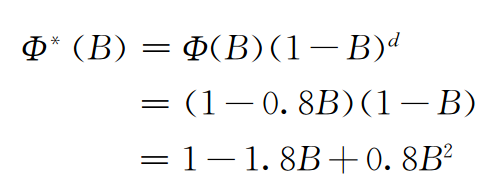 Φ* (B) = Φ(B)(1−B)ᵈ
= (1−0.8B)(1−B)
= 1−1.8B+0.8B²